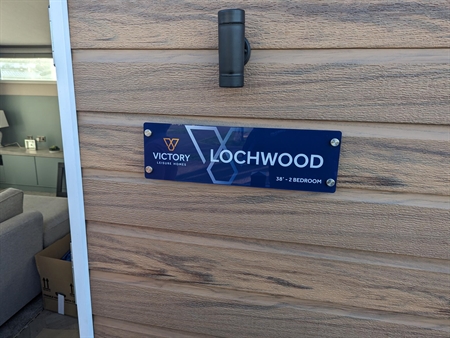 VICTORY
LEISURE HOMES
LOCHWOOD
38' - 2 BEDROOM